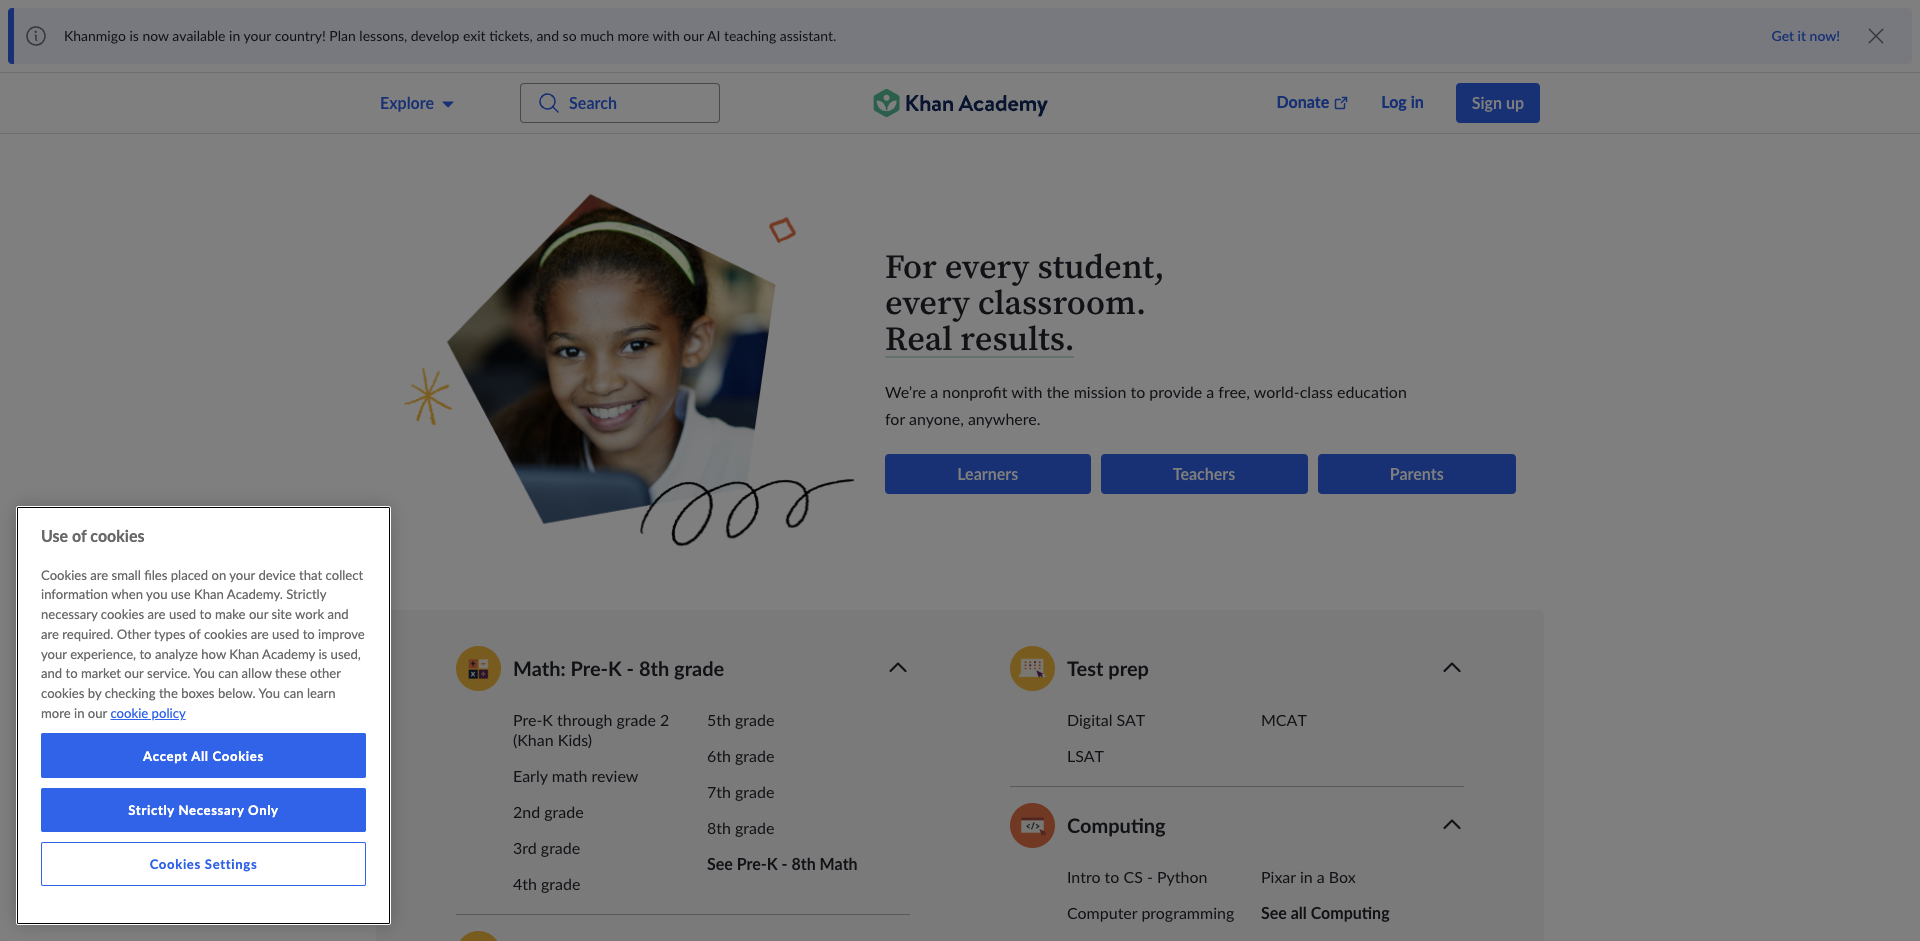 Khanmigo is now available in your country! Plan lessons, develop exit tickets, and so much more with our AI teaching assistant.
Get it now!
Explore
Search
Khan Academy
Donate
Log in
Sign up
For every student,
every classroom.
Real results.
We're a nonprofit with the mission to provide a free, world-class education
for anyone, anywhere.
Learners
Teachers
Parents
Use of cookies
Cookies are small files placed on your device that collect
information when you use Khan Academy. Strictly
necessary cookies are used to make our site work and
are required. Other types of cookies are used to improve
your experience, to analyze how Khan Academy is used,
and to market our service. You can allow these other
cookies by checking the boxes below. You can learn
more in our cookie policy
Accept All Cookies
Strictly Necessary Only
Cookies Settings
Math: Pre-K - 8th grade
Pre-K through grade 2
(Khan Kids)
Early math review
2nd grade
3rd grade
4th grade
5th grade
6th grade
7th grade
8th grade
See Pre-K - 8th Math
Test prep
Digital SAT
LSAT
MCAT
Computing
Intro to CS - Python
Computer programming
Pixar in a Box
See all Computing